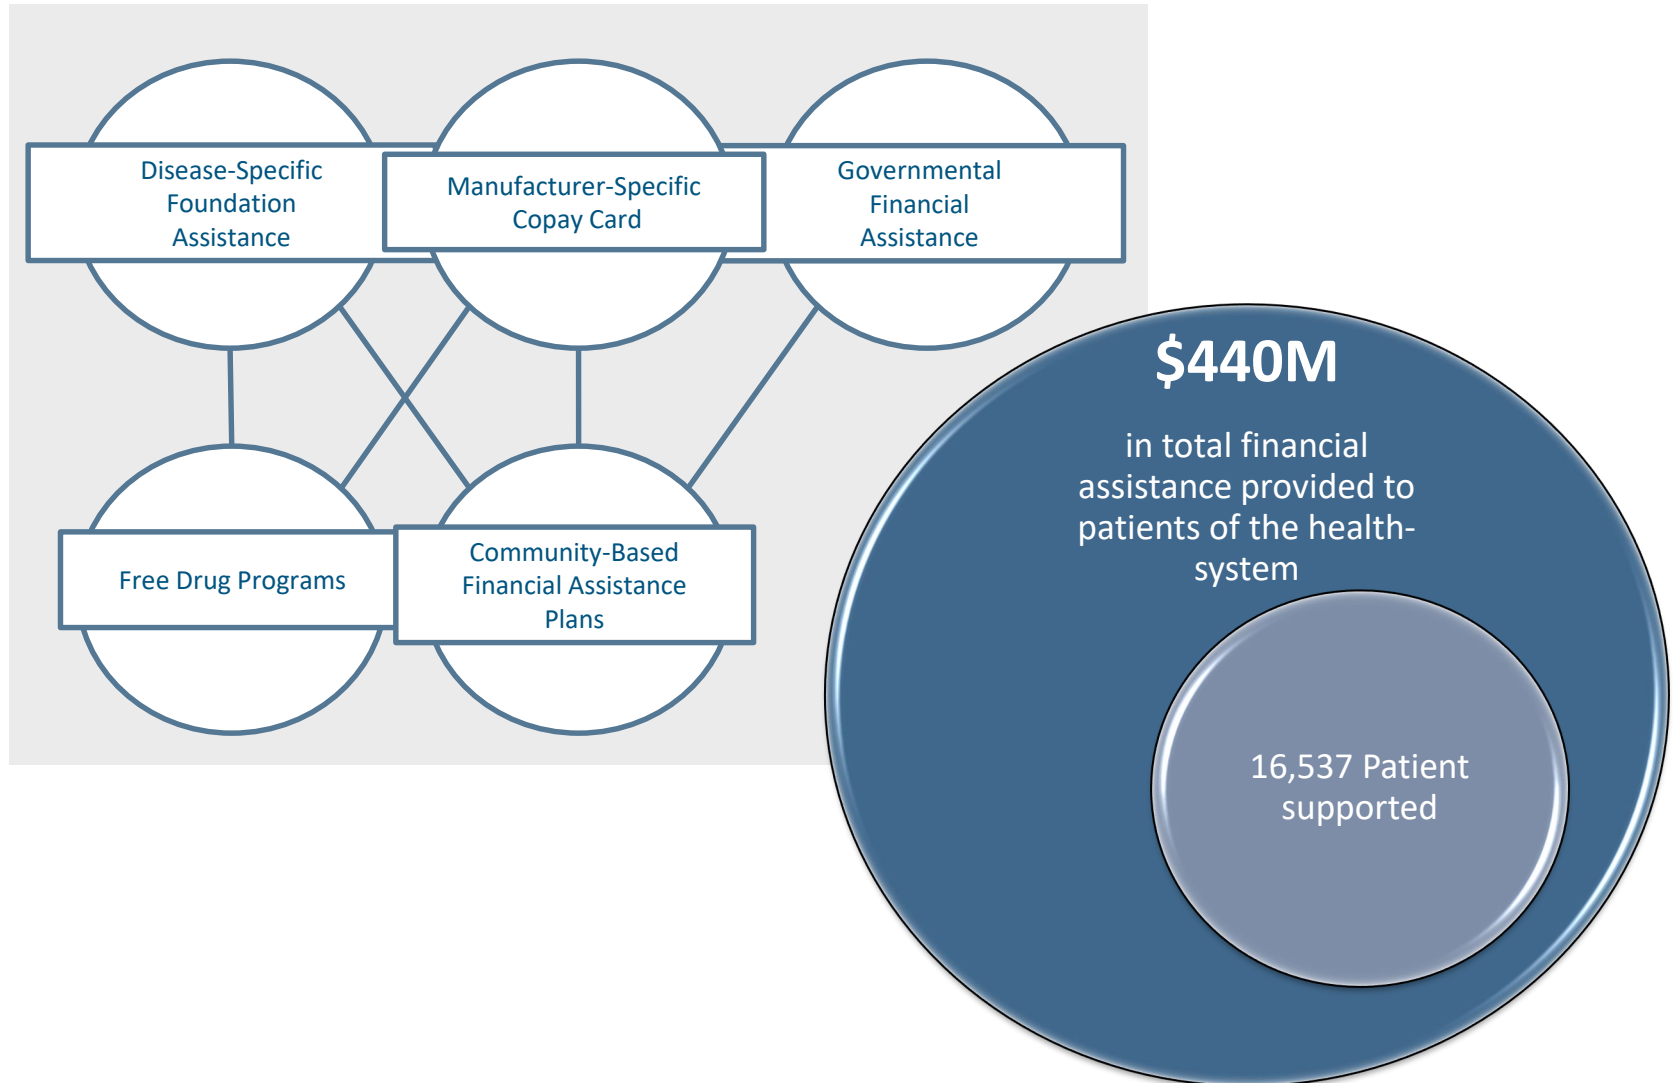 Disease-Specific
Foundation
Assistance
Manufacturer-Specific
Copay Card
Governmental
Financial
Assistance
Free Drug Programs
Community-Based
Financial Assistance
Plans
$440M
in total financial
assistance provided to
patients of the health-
system
16,537 Patient
supported